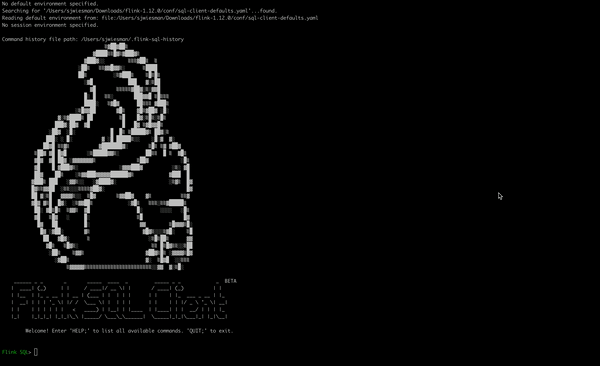 No default environment specified.
Searching for '/Users/sjwiesman/Downloads/flink-1.12.0/conf/sql-client-defaults.yaml'...found.
Reading default environment from: file:/Users/sjwiesman/Downloads/flink-1.12.0/conf/sql-client-defaults.yaml
No session environment specified.
Command history file path: /Users/sjwiesman/.flink-sql-history
BETA
Flink SQL Client
Welcome! Enter 'HELP;' to list all available commands. 'QUIT;' to exit.
Flink SQL>